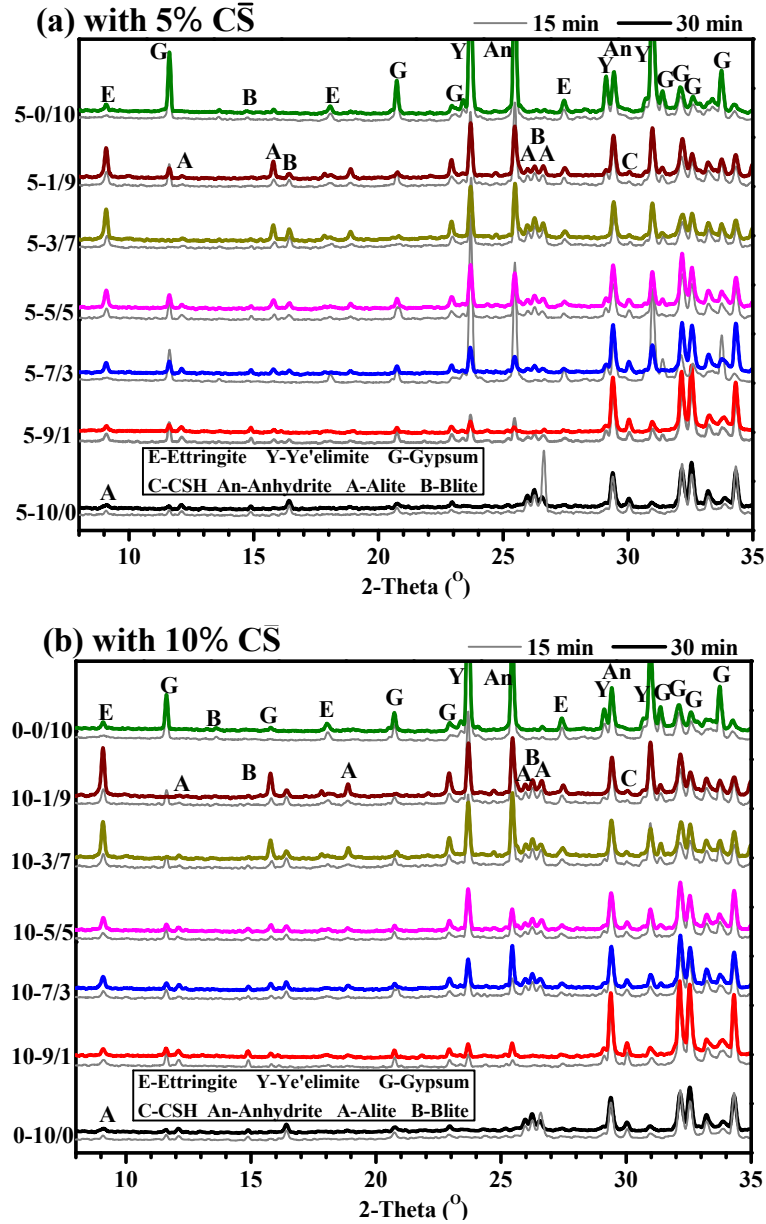 (a) with 5% CS̄
15 min 30 min
G Y An An Y
Y G G G
E B E G G E
5-0/10
A A B A B A C
5-1/9
5-3/7
5-5/5
5-7/3
5-9/1
E-Ettringite Y-Ye'elimite G-Gypsum
C-CSH An-Anhydrite A-Alite B-Blite
A
5-10/0
10 15 20 25 30 35
2-Theta (O)
(b) with 10% CS̄
15 min 30 min
Y An An
E G B G E G G E Y Y G G G G
0-0/10
A B A A B A C
10-1/9
10-3/7
10-5/5
10-7/3
10-9/1
E-Ettringite Y-Ye'elimite G-Gypsum
C-CSH An-Anhydrite A-Alite B-Blite
A
0-10/0
10 15 20 25 30 35
2-Theta (O)